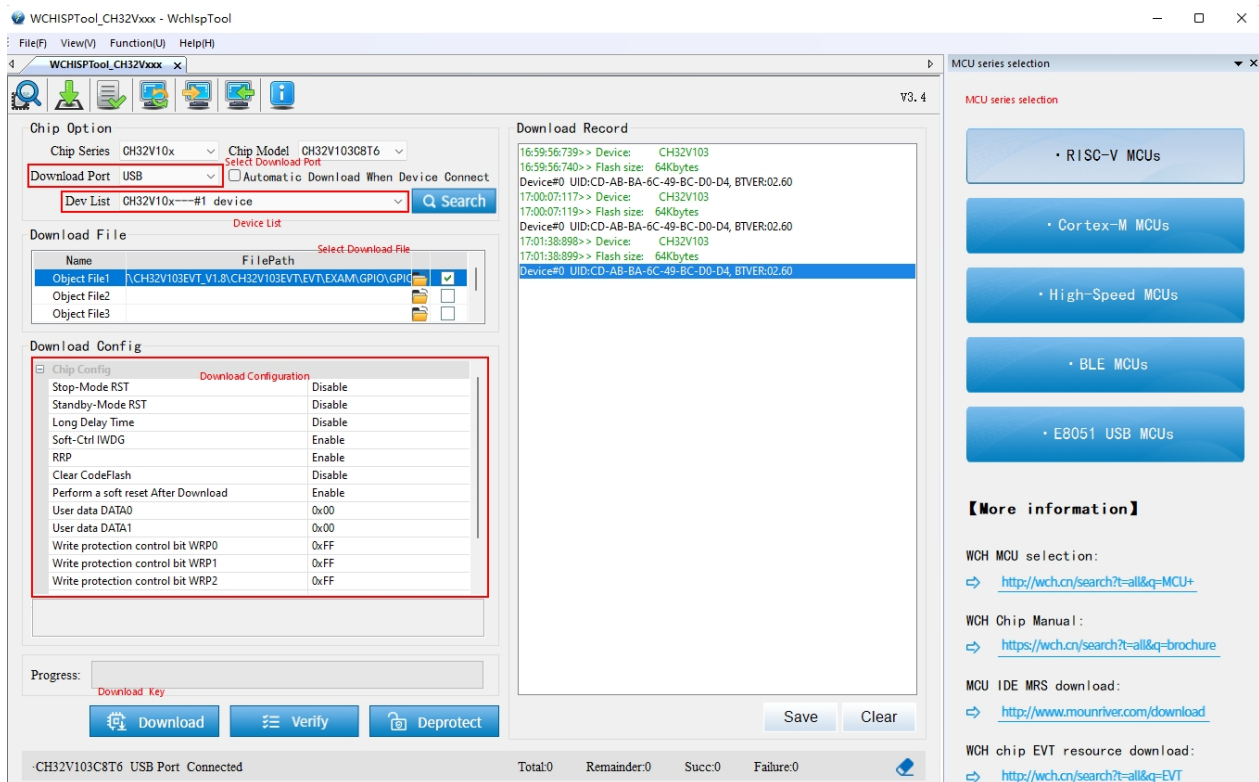 WCHISPTool_CH32Vxxx - WchIspTool
File(F) View(V) Function(U) Help(H)
WCHISPTool_CH32Vxxx x
V3.4
Chip Option
Chip Series CH32V10x Chip Model CH32V103C8T6
Select Download Port
Download Port USB Automatic Download When Device Connect
Dev List CH32V10x---#1 device Search
Device List
Download File
Select Download File
Name FilePath
Object File1 \CH32V103EVT_V1.8\CH32V103EVT\EVT\EXAM\GPIO\GPIO
Object File2
Object File3
Download Config
Chip Config
Download Configuration
Stop-Mode RST Disable
Standby-Mode RST Disable
Long Delay Time Disable
Soft-Ctrl IWDG Enable
RRP Enable
Clear CodeFlash Disable
Perform a soft reset After Download Enable
User data DATA0 0x00
User data DATA1 0x00
Write protection control bit WRP0 0xFF
Write protection control bit WRP1 0xFF
Write protection control bit WRP2 0xFF
Progress:
Download Key
Download Verify Deprotect
Download Record
16:59:56:739>> Device: CH32V103
16:59:56:740>> Flash size: 64Kbytes
Device#0 UID:CD-AB-BA-6C-49-BC-D0-D4, BTVER:02.60
17:00:07:117>> Device: CH32V103
17:00:07:119>> Flash size: 64Kbytes
Device#0 UID:CD-AB-BA-6C-49-BC-D0-D4, BTVER:02.60
17:01:38:898>> Device: CH32V103
17:01:38:899>> Flash size: 64Kbytes
Device#0 UID:CD-AB-BA-6C-49-BC-D0-D4, BTVER:02.60
Save Clear
·CH32V103C8T6 USB Port Connected
Total:0 Remainder:0 Succ:0 Failure:0
MCU series selection
MCU series selection
· RISC-V MCUs
· Cortex-M MCUs
· High-Speed MCUs
· BLE MCUs
· E8051 USB MCUs
【More information】
WCH MCU selection:
http://wch.cn/search?t=all&q=MCU+
WCH Chip Manual:
https://wch.cn/search?t=all&q=brochure
MCU IDE MRS download:
http://www.mounriver.com/download
WCH chip EVT resource download:
http://wch.cn/search?t=all&q=EVT